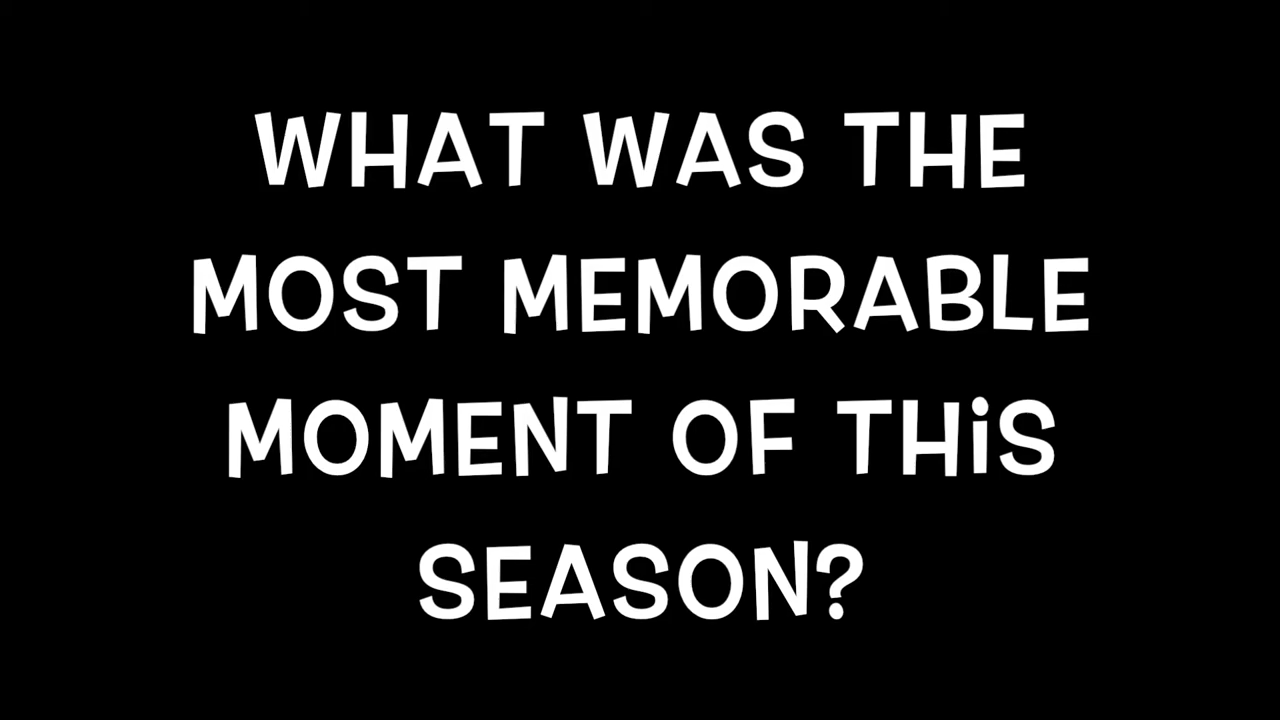 WHAT WAS THE
MOST MEMORABLE
MOMENT OF THiS
SEASON?